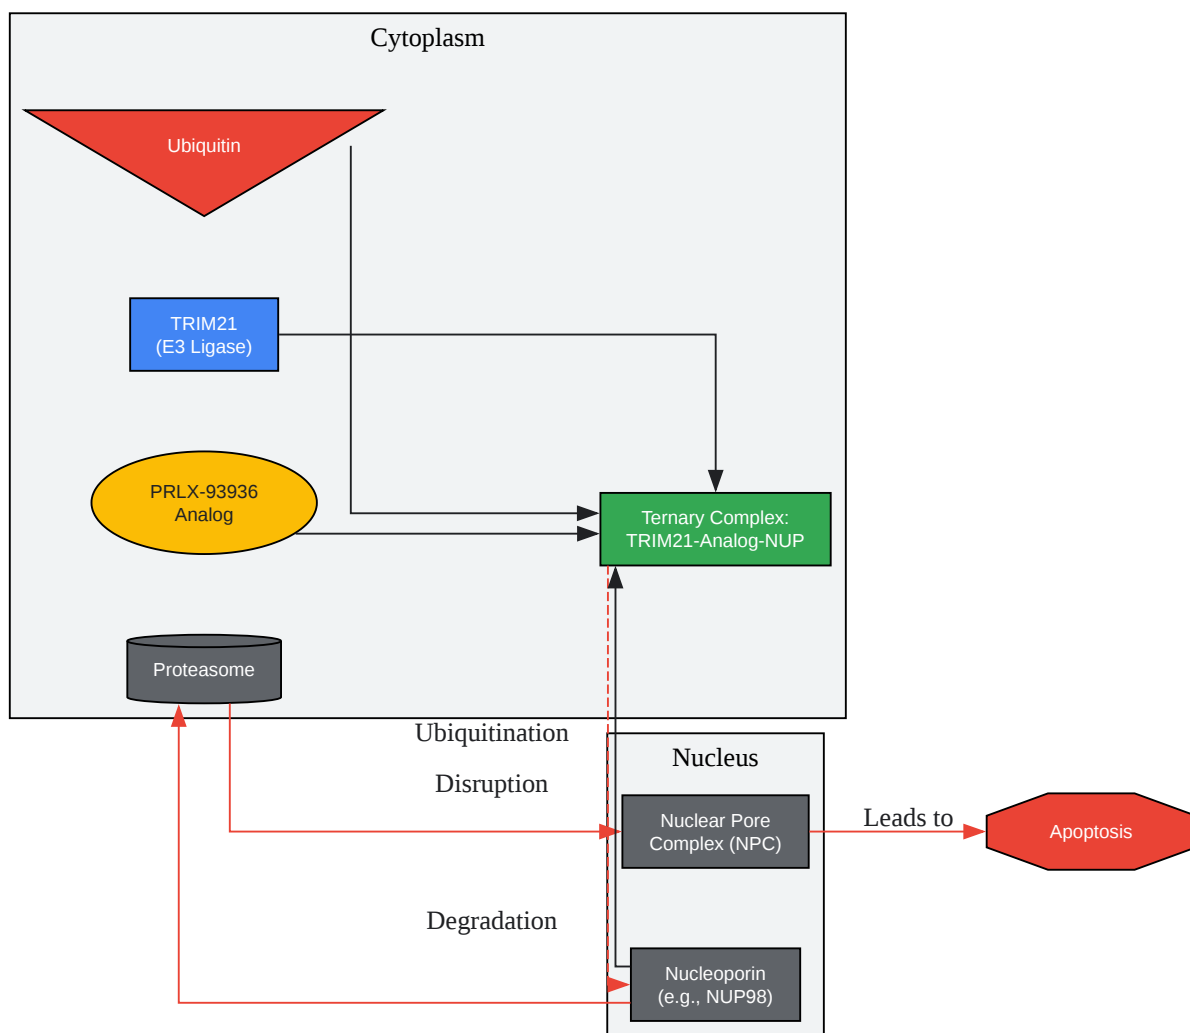 Cytoplasm
Ubiquitin
TRIM21
(E3 Ligase)
PRLX-93936
Analog
Ternary Complex:
TRIM21-Analog-NUP
Proteasome
Ubiquitination
Disruption
Nucleus
Nuclear Pore
Complex (NPC)
Leads to
Apoptosis
Degradation
Nucleoporin
(e.g., NUP98)